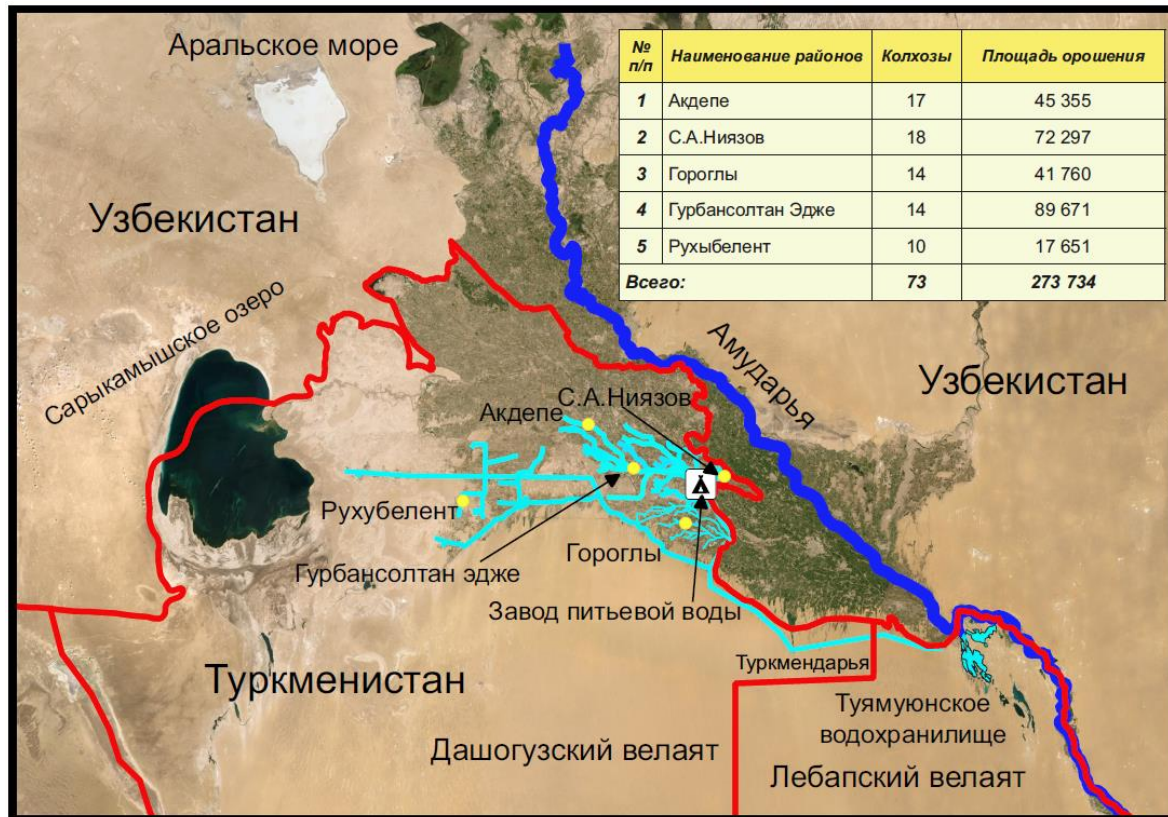 Аральское море
Узбекистан
Сарыкамышское озеро
№ п/п Наименование районов Колхозы Площадь орошения
1 Акдепе 17 45 355
2 С.А.Ниязов 18 72 297
3 Гороглы 14 41 760
4 Гурбансолтан Эдже 14 89 671
5 Рухыбелент 10 17 651
Всего: 73 273 734
Амударья
Узбекистан
С.А.Ниязов
Акдепе
Рухубелент
Гороглы
Гурбансолтан эдже
Завод питьевой воды
Туркмендарья
Туркменистан
Туямуюнское
водохранилище
Дашогузский велаят
Лебапский велаят